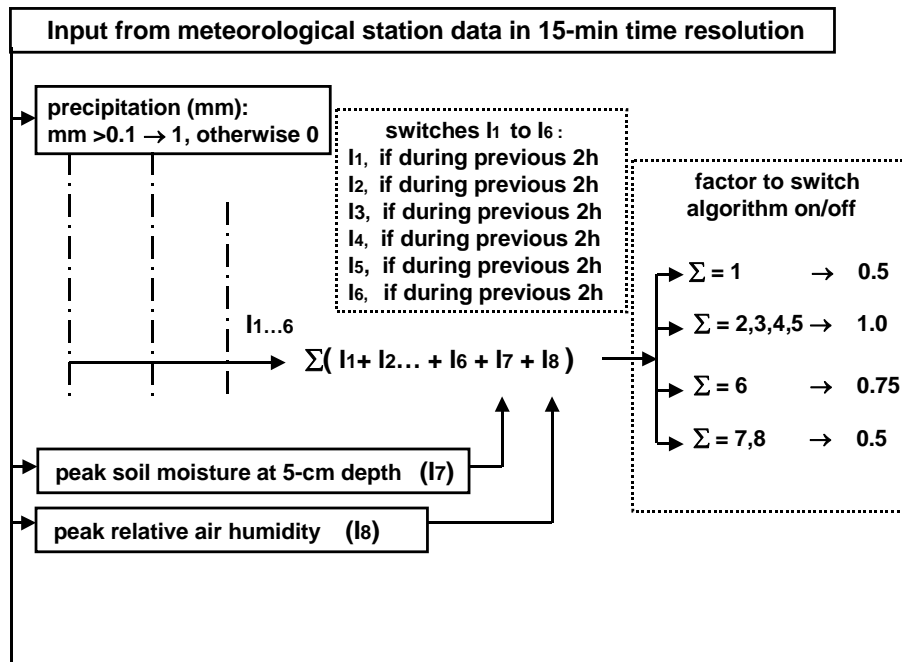 Input from meteorological station data in 15-min time resolution
precipitation (mm):
mm >0.1 → 1, otherwise 0
switches I1 to I6 :
I1, if during previous 2h
I2, if during previous 2h
I3, if during previous 2h
I4, if during previous 2h
I5, if during previous 2h
I6, if during previous 2h
factor to switch
algorithm on/off
Σ = 1 → 0.5
Σ = 2,3,4,5 → 1.0
Σ = 6 → 0.75
Σ = 7,8 → 0.5
I1…6
Σ( I1+ I2… + I6 + I7 + I8 )
peak soil moisture at 5-cm depth (I7)
peak relative air humidity (I8)